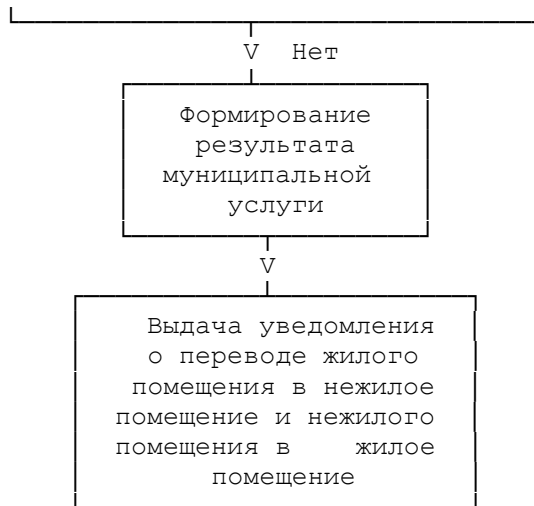 V Нет
Формирование
результата
муниципальной
услуги
V
Выдача уведомления
о переводе жилого
помещения в нежилое
помещение и нежилого
помещения в жилое
помещение